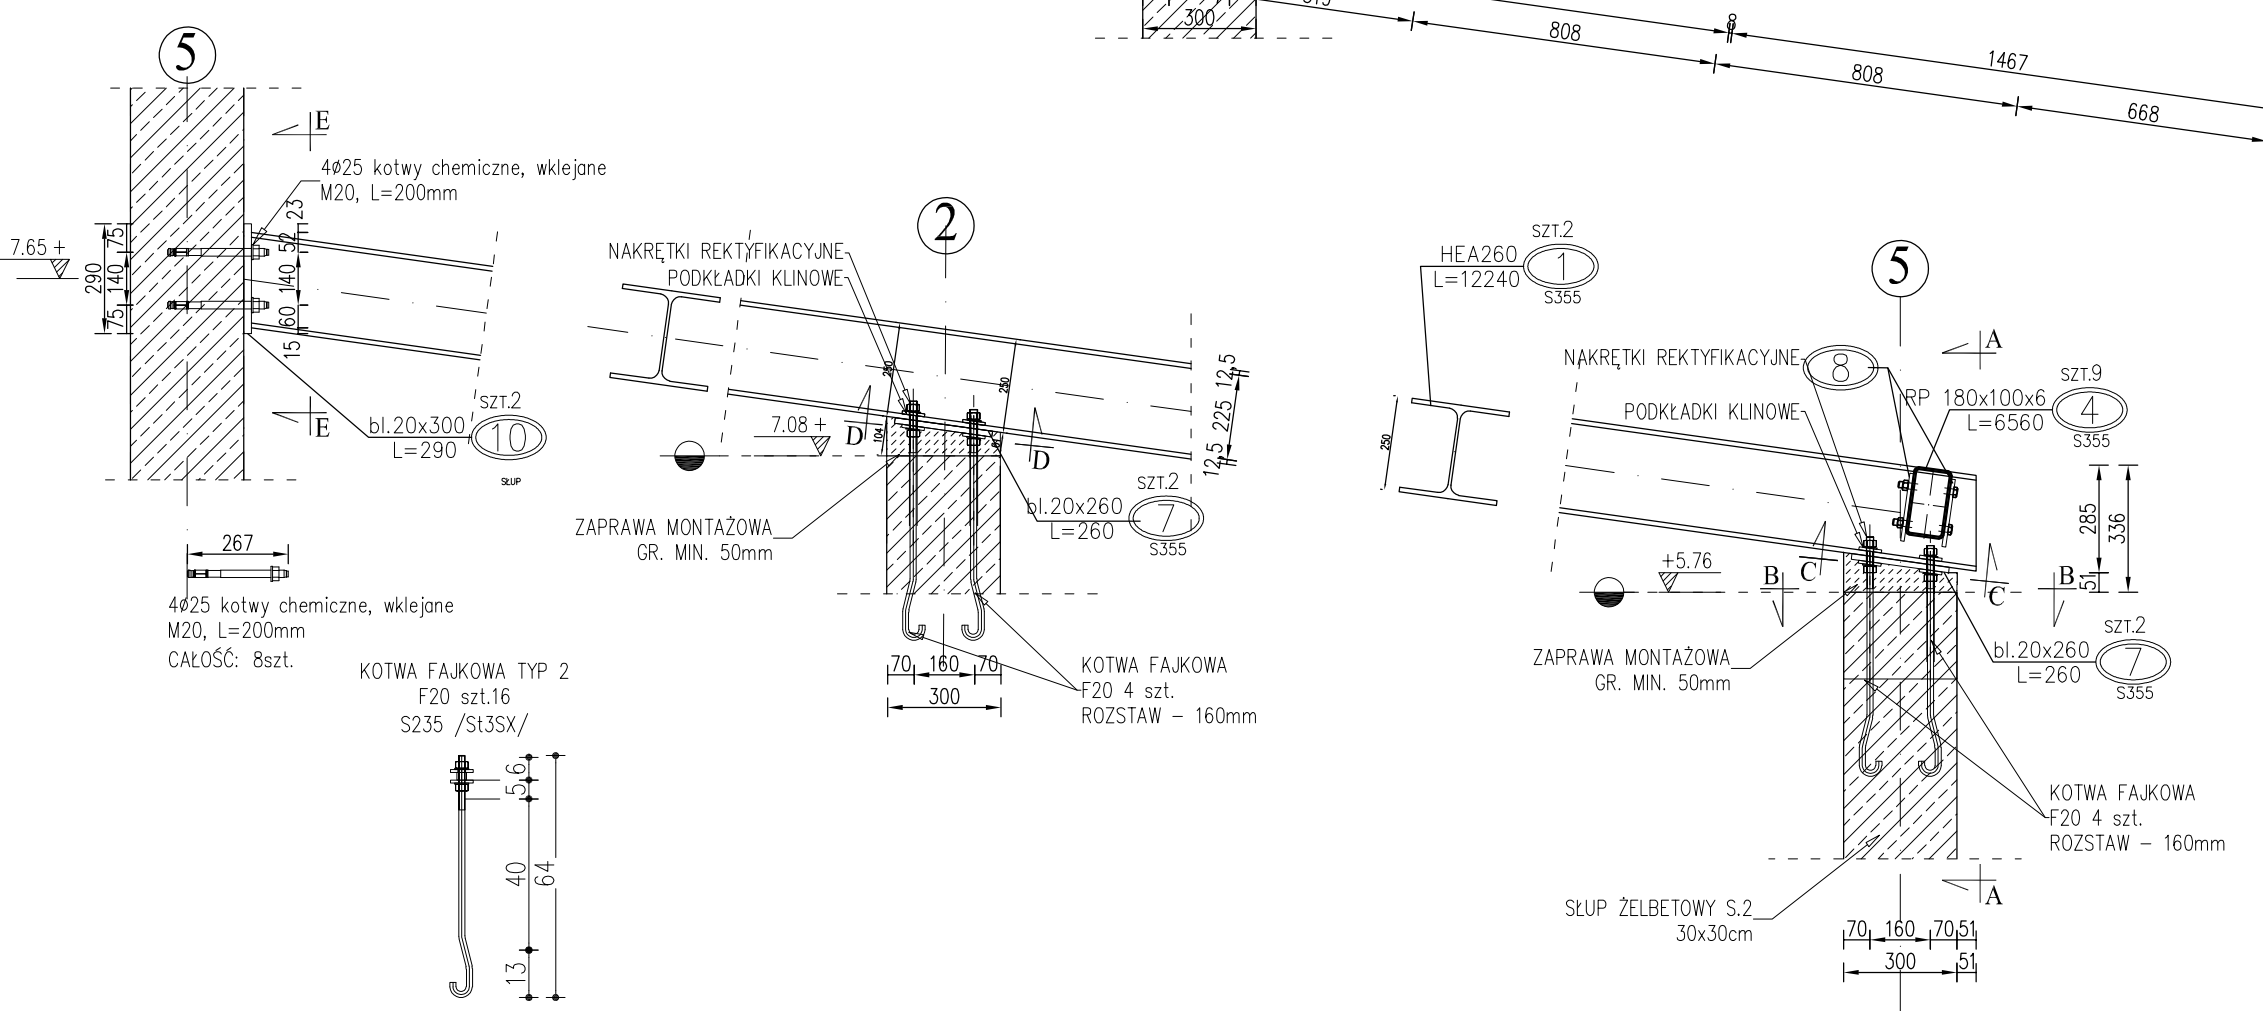 300
808
8
1467
808
668
5
E
4ø25 kotwy chemiczne, wklejane
M20, L=200mm
23
75
52
7.65 +
290
140
140
75
60
15
E
bl.20x300
L=290
SZT.2
10
SŁUP
267
4ø25 kotwy chemiczne, wklejane
M20, L=200mm
CAŁOŚĆ: 8szt.
KOTWA FAJKOWA TYP 2
F20 szt.16
S235 /St3SX/
6
5
40
64
13
2
NAKRĘTKI REKTYFIKACYJNE
PODKŁADKI KLINOWE
250
250
12,5
225
12,5
7.08 +
D
104
81
D
SZT.2
bl.20x260
L=260
7
S355
ZAPRAWA MONTAŻOWA
GR. MIN. 50mm
70
160
70
300
KOTWA FAJKOWA
F20 4 szt.
ROZSTAW – 160mm
SZT.2
HEA260
L=12240
1
S355
5
A
NAKRĘTKI REKTYFIKACYJNE
8
SZT.9
RP 180x100x6
L=6560
4
S355
PODKŁADKI KLINOWE
250
285
336
51
+5.76
B
C
C
B
SZT.2
bl.20x260
L=260
7
S355
ZAPRAWA MONTAŻOWA
GR. MIN. 50mm
KOTWA FAJKOWA
F20 4 szt.
ROZSTAW – 160mm
A
SŁUP ŻELBETOWY S.2
30x30cm
70
160
70
51
300
51